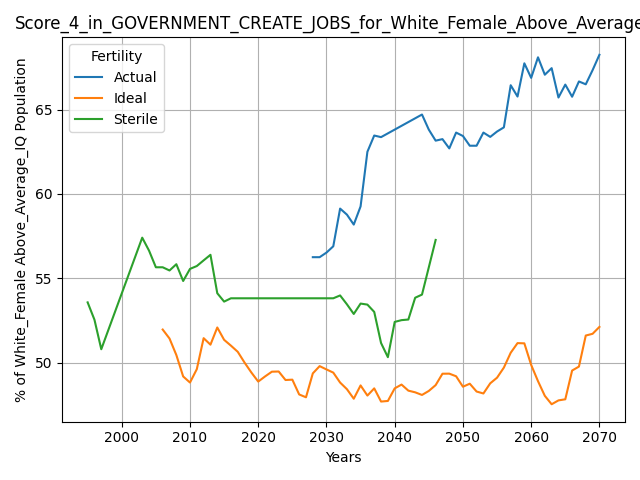 Score_4_in_GOVERNMENT_CREATE_JOBS_for_White_Female_Above_Average
Fertility
Actual
Ideal
Sterile
% of White_Female Above_Average_IQ Population
65
60
55
50
2000 2010 2020 2030 2040 2050 2060 2070
Years